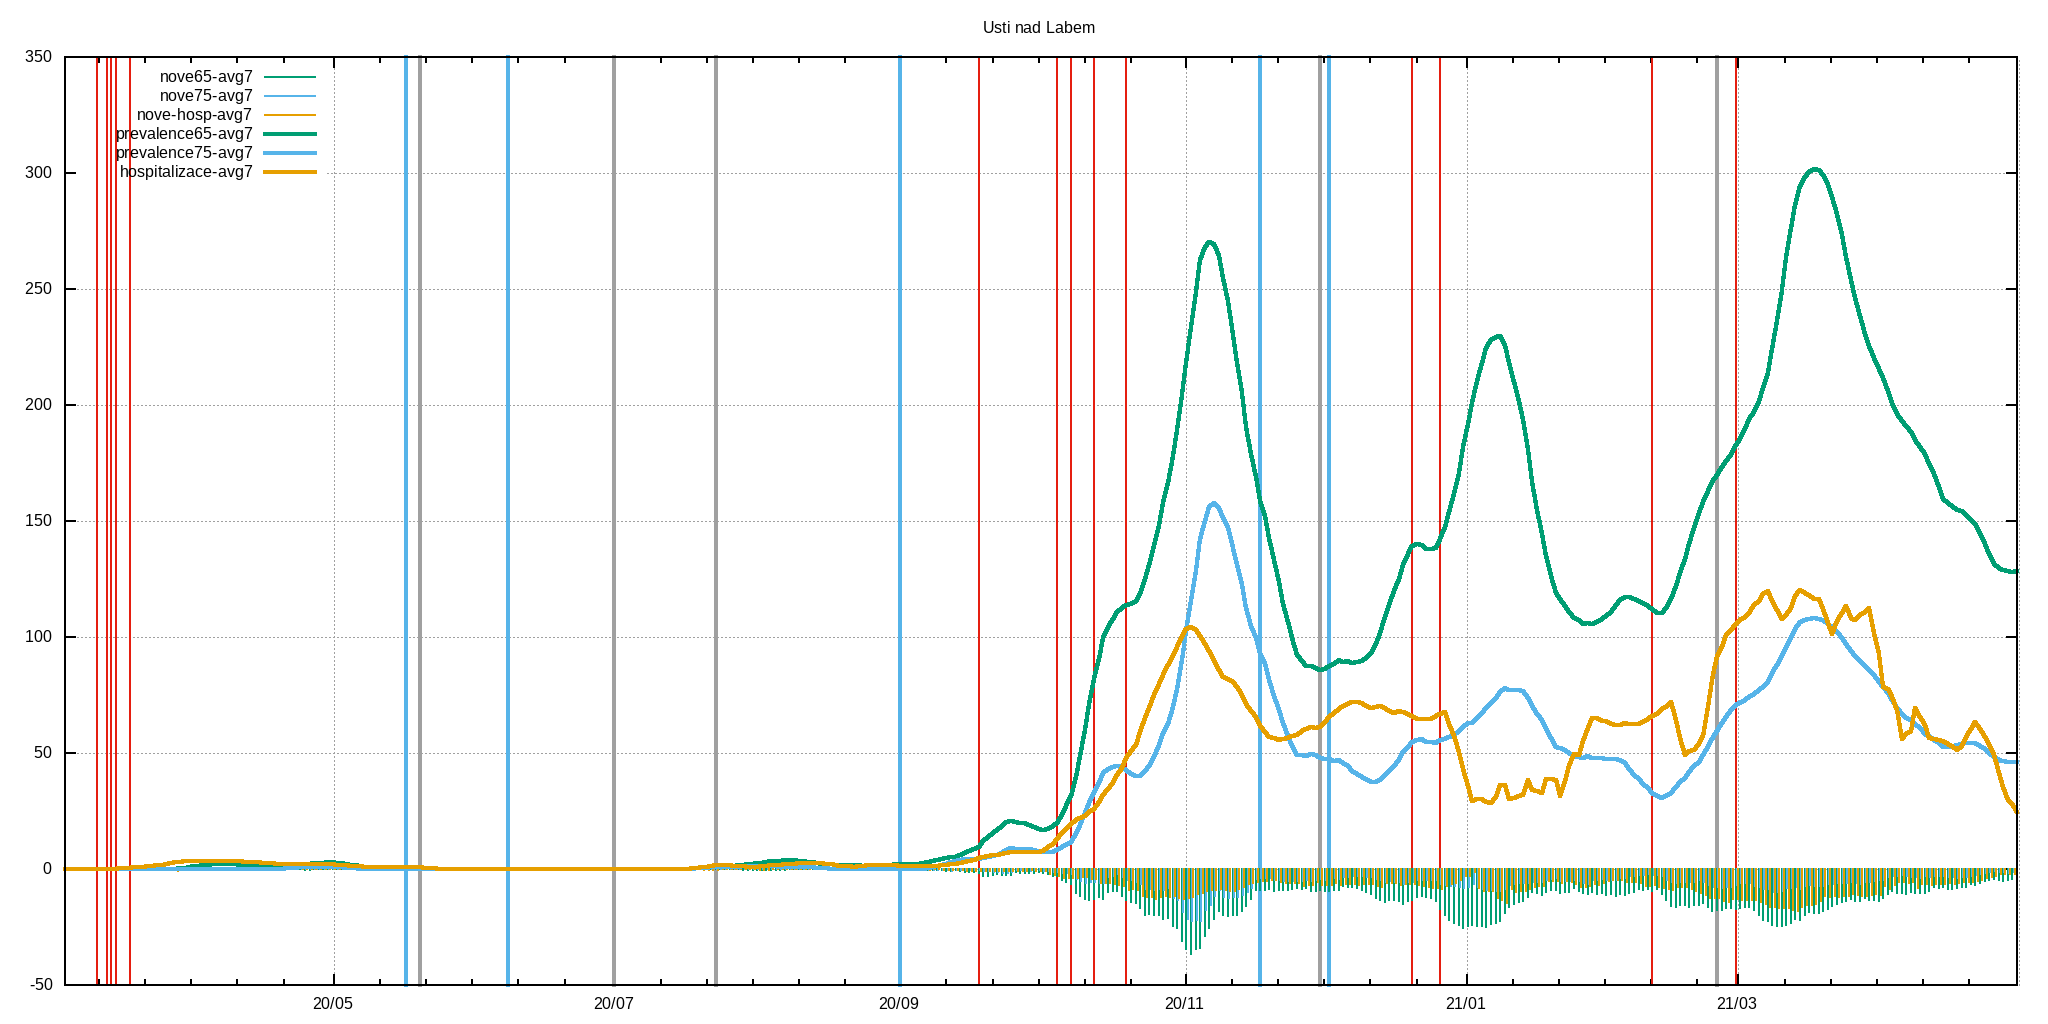 Usti nad Labem
350
300
250
200
150
100
50
0
-50
nove65-avg7
nove75-avg7
nove-hosp-avg7
prevalence65-avg7
prevalence75-avg7
hospitalizace-avg7
20/05
20/07
20/09
20/11
21/01
21/03